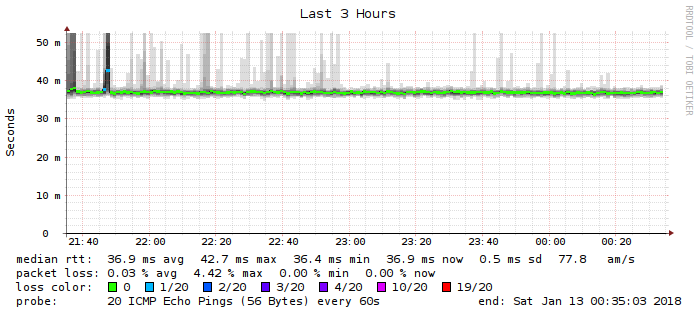 Last 3 Hours
RRDTOOL / TOBI OETIKER
Seconds
50 m
40 m
30 m
20 m
10 m
0
21:40 22:00 22:20 22:40 23:00 23:20 23:40 00:00 00:20
median rtt: 36.9 ms avg 42.7 ms max 36.4 ms min 36.9 ms now 0.5 ms sd 77.8 am/s
packet loss: 0.03 % avg 4.42 % max 0.00 % min 0.00 % now
loss color: 0 1/20 2/20 3/20 4/20 10/20 19/20
probe: 20 ICMP Echo Pings (56 Bytes) every 60s end: Sat Jan 13 00:35:03 2018